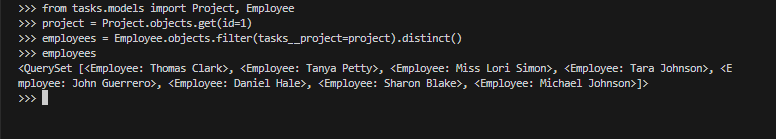 >>> from tasks.models import Project, Employee
>>> project = Project.objects.get(id=1)
>>> employees = Employee.objects.filter(tasks__project=project).distinct()
>>> employees
<QuerySet [<Employee: Thomas Clark>, <Employee: Tanya Petty>, <Employee: Miss Lori Simon>, <Employee: Tara Johnson>, <E
mployee: John Guerrero>, <Employee: Daniel Hale>, <Employee: Sharon Blake>, <Employee: Michael Johnson>]>
>>>